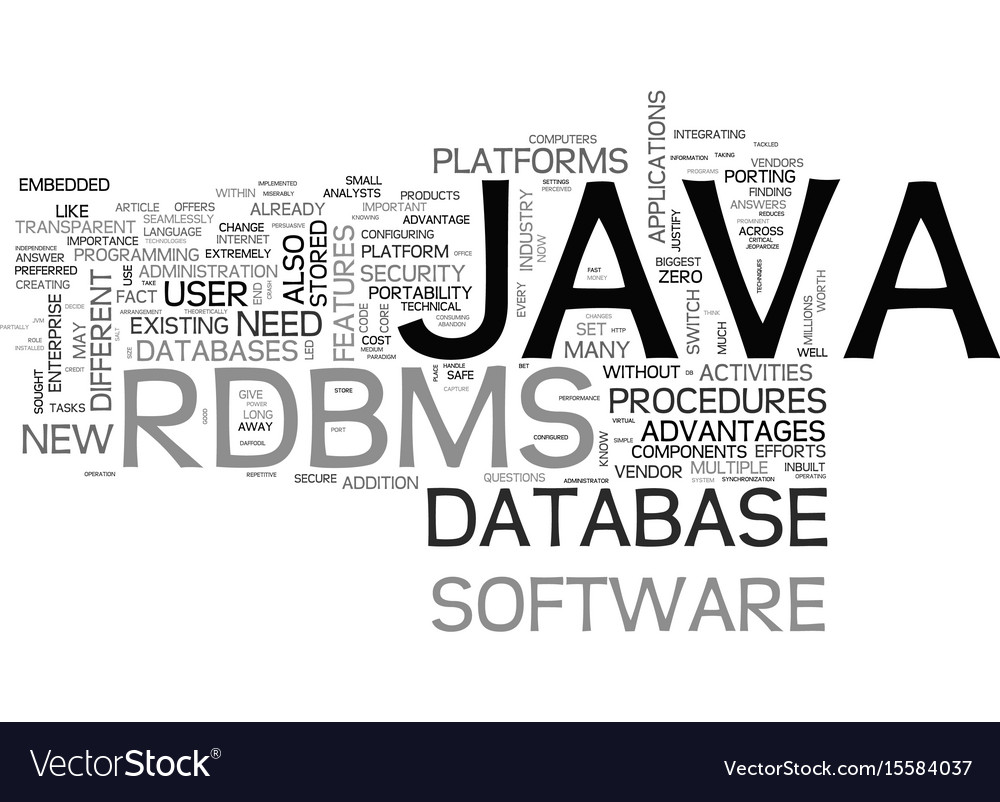 COMPUTERS
APPLICATIONS
INTEGRATING
TACKLED
PLATFORMS
INFORMATION
TAKING
VENDORS
PROGRAMS
PORTING
EMBEDDED
WITHIN
IMPLEMENTED
MISERABLY
SMALL
ANALYSTS
SETTINGS
PERCEIVED
JAVA
FINDING
LIKE
ARTICLE
OFFERS
ALREADY
PRODUCTS
IMPORTANT
ANSWERS
REDUCES
TRANSPARENT
SEAMLESSLY
CHANGE
PERSUASIVE
KNOWING
ADVANTAGE
INDUSTRY
NOW
JUSTIFY
PROMINENT
ACROSS
IMPORTANCE
LANGUAGE
TECHNOLOGIES
INTERNET
ALSO
STORED
FEATURES
CONFIGURING
CRITICAL
JEOPARDIZE
INDEPENDENCE
ANSWER
PROGRAMMING
EXTREMELY
PLATFORM
OFFICE
BIGGEST
TECHNIQUES
PREFERRED
CREATING
DIFFERENT
USE
TAKE
ADMINISTRATION
END
CRASH
SECURITY
FAST
MONEY
ZERO
WORTH
MILLIONS
FACT
USER
PORTABILITY
TECHNICAL
EVERY
SWITCH
ENTERPRISE
MAY
DECIDE
ARRANGEMENT
THEORETICALLY
CODE
CORE
CONSUMING
ABANDON
CHANGES
THINK
PARTIALLY
JVM
EXISTING
SALT
NEED
SET
HTTP
MUCH
ROLE
INSTALLED
SIZE
DATABASES
LED
COST
MEDIUM
PARADIGM
MANY
WELL
SOUGHT
CREDIT
RDBMS
PLACE
HANDLE
SAFE
BET
WITHOUT
DB
ACTIVITIES
TASKS
GIVE
POWER
STORE
CAPTURE
PERFORMANCE
PROCEDURES
GOOD
LONG
AWAY
PORT
VIRTUAL
NEW
DAFFODIL
CONFIGURED
KNOW
SIMPLE
ADVANTAGES
COMPONENTS
EFFORTS
OPERATION
REPETITIVE
SECURE
ADDITION
QUESTIONS
ADMINISTRATOR
VENDOR
MULTIPLE
SYSTEM
SYNCHRONIZATION
INBUILT
OPERATING
DATABASE
SOFTWARE
VectorStock®
VectorStock.com/15584037